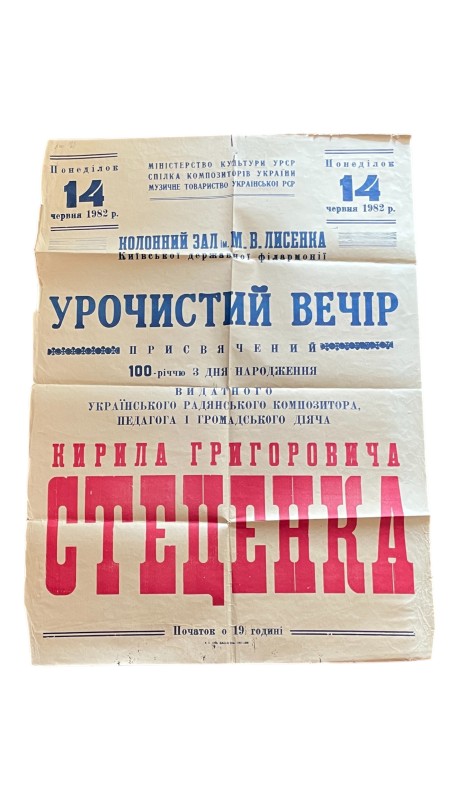 Понеділок
14
червня 1982 р.
МІНІСТЕРСТВО КУЛЬТУРИ УРСР
СПІЛКА КОМПОЗИТОРІВ УКРАЇНИ
МУЗИЧНЕ ТОВАРИСТВО УКРАЇНСЬКОЇ РСР
Понеділок
14
червня 1982 р.
КОЛОННИЙ ЗАЛ ім. М. В. ЛИСЕНКА
Київської державної філармонії
УРОЧИСТИЙ ВЕЧІР
ПРИСВЯЧЕНИЙ
100-річчю З ДНЯ НАРОДЖЕННЯ
ВИДАТНОГО
УКРАЇНСЬКОГО РАДЯНСЬКОГО КОМПОЗИТОРА,
ПЕДАГОГА І ГРОМАДСЬКОГО ДІЯЧА
КИРИЛА ГРИГОРОВИЧА
СТЕЦЕНКА
Початок о 19 годині